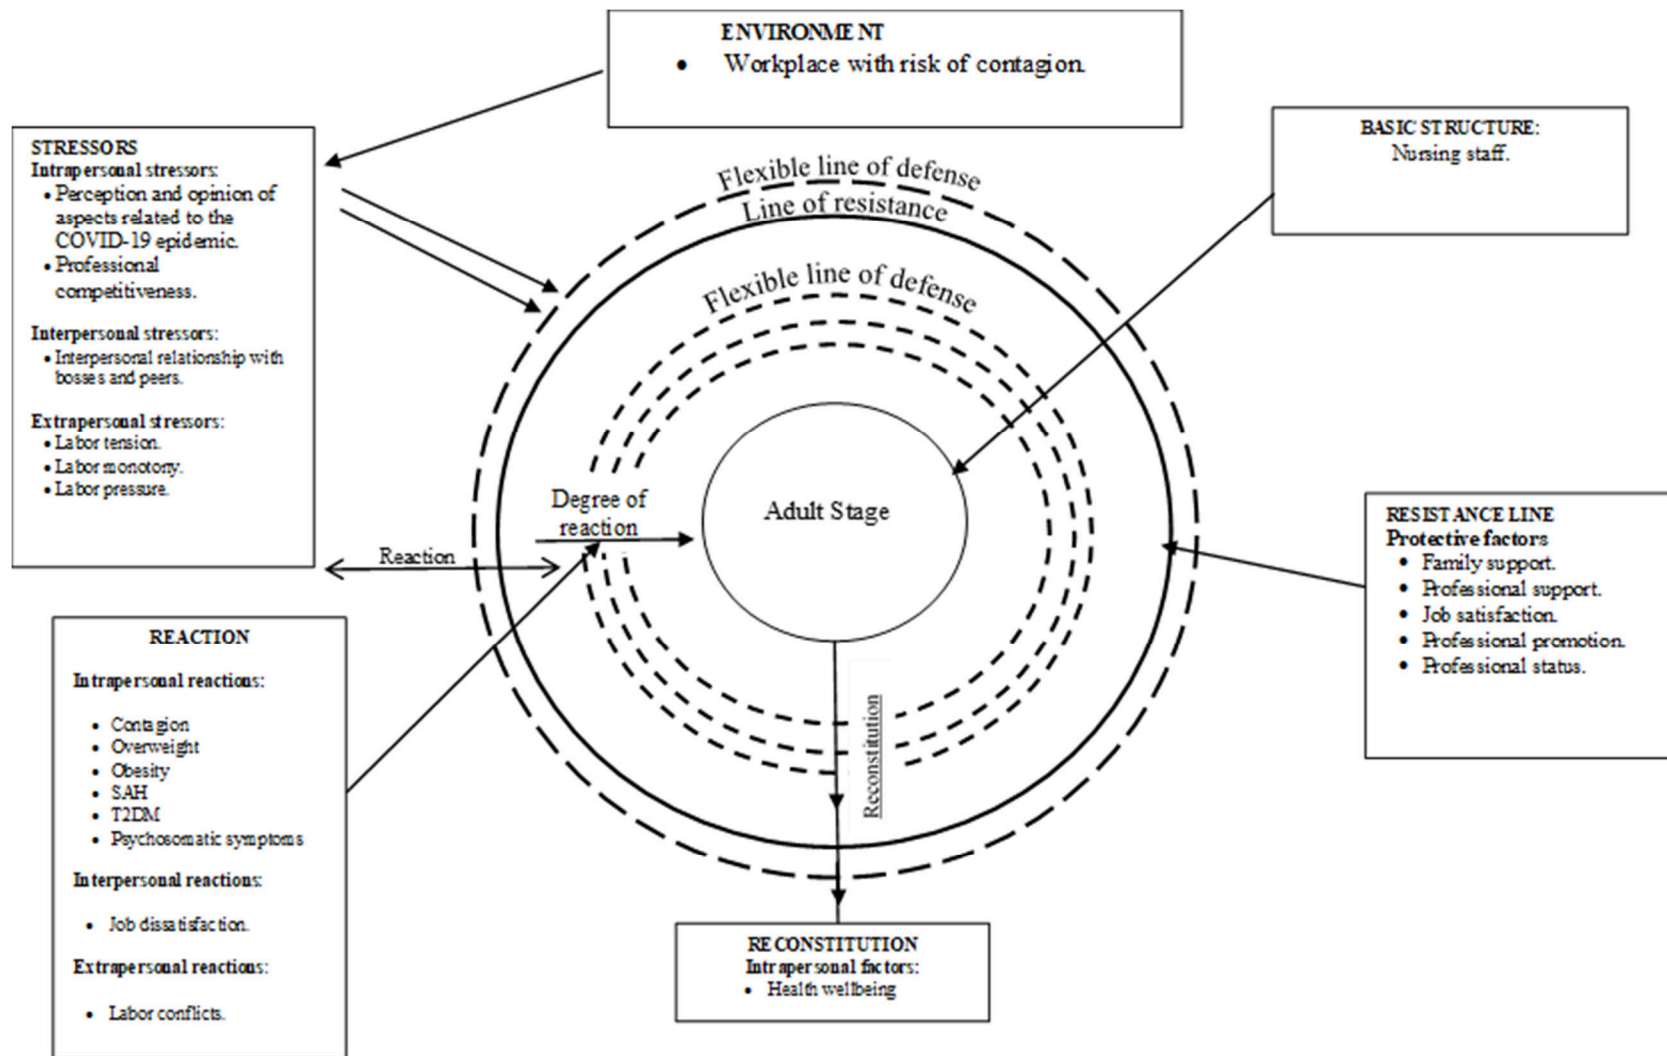 ENVIRONMENT
• Workplace with risk of contagion.
STRESSORS
Intrapersonal stressors:
• Perception and opinion of
aspects related to the
COVID-19 epidemic.
• Professional
competitiveness.
Interpersonal stressors:
• Interpersonal relationship with
bosses and peers.
Extrapersonal stressors:
• Labor tension.
• Labor monotony.
• Labor pressure.
BASIC STRUCTURE:
Nursing staff.
Flexible line of defense
Line of resistance
Flexible line of defense
Degree of
reaction
Adult Stage
Reaction
RESISTANCE LINE
Protective factors
• Family support.
• Professional support.
• Job satisfaction.
• Professional promotion.
• Professional status.
REACTION
Intrapersonal reactions:
• Contagion
• Overweight
• Obesity
• SAH
• T2DM
• Psychosomatic symptoms
Interpersonal reactions:
• Job dissatisfaction.
Extrapersonal reactions:
• Labor conflicts.
Reconstitution
RECONSTITUTION
Intrapersonal factors:
• Health wellbeing